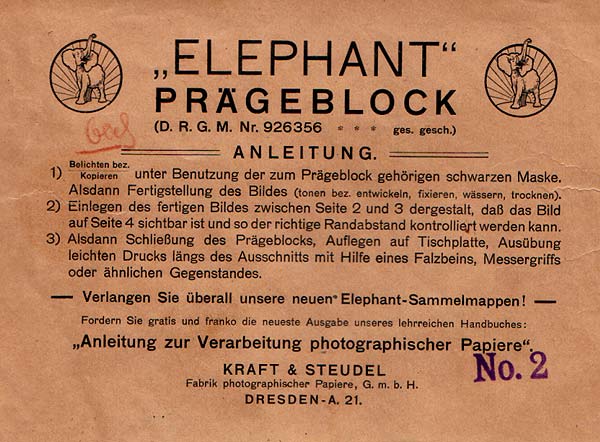 „ELEPHANT“
PRÄGEBLOCK
(D. R. G. M. Nr. 926356 * * * ges. gesch.)
ANLEITUNG.
1) Belichten bez. Kopieren unter Benutzung der zum Prägeblock gehörigen schwarzen Maske.
Alsdann Fertigstellung des Bildes (tonen bez. entwickeln, fixieren, wässern, trocknen).
2) Einlegen des fertigen Bildes zwischen Seite 2 und 3 dergestalt, daß das Bild
auf Seite 4 sichtbar ist und so der richtige Randabstand kontrolliert werden kann.
3) Alsdann Schließung des Prägeblocks, Auflegen auf Tischplatte, Ausübung
leichten Drucks längs des Ausschnitts mit Hilfe eines Falzbeins, Messergriffs
oder ähnlichen Gegenstandes.
— Verlangen Sie überall unsere neuen Elephant-Sammelmappen! —
Fordern Sie gratis und franko die neueste Ausgabe unseres lehrreichen Handbuches:
„Anleitung zur Verarbeitung photographischer Papiere“.
No. 2
KRAFT & STEUDEL
Fabrik photographischer Papiere, G. m. b. H.
DRESDEN-A. 21.